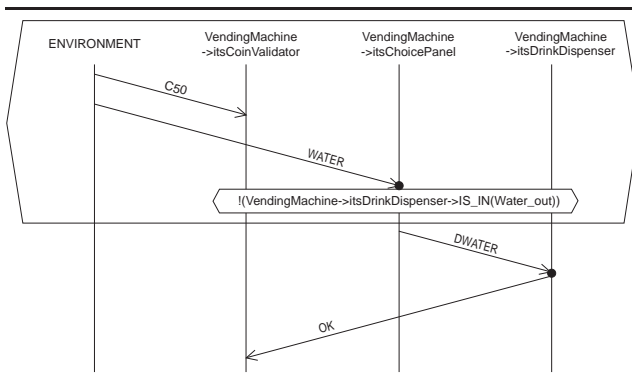 ENVIRONMENT
VendingMachine
->itsCoinValidator
VendingMachine
->itsChoicePanel
VendingMachine
->itsDrinkDispenser
C50
WATER
!(VendingMachine->itsDrinkDispenser->IS_IN(Water_out))
DWATER
OK